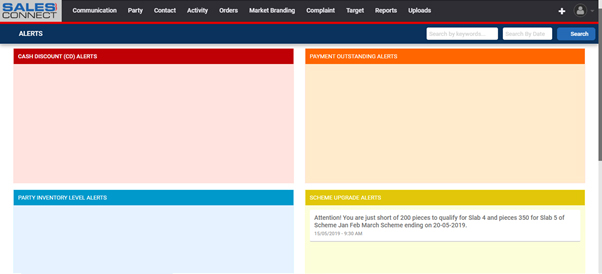 SALES CONNECT
Communication Party Contact Activity Orders Market Branding Complaint Target Reports Uploads
ALERTS Search by keywords... Search By Date Search
CASH DISCOUNT (CD) ALERTS
PAYMENT OUTSTANDING ALERTS
PARTY INVENTORY LEVEL ALERTS
SCHEME UPGRADE ALERTS
Attention! You are just short of 200 pieces to qualify for Slab 4 and pieces 350 for Slab 5 of
Scheme Jan Feb March Scheme ending on 20-05-2019.
15/05/2019 - 9:30 AM